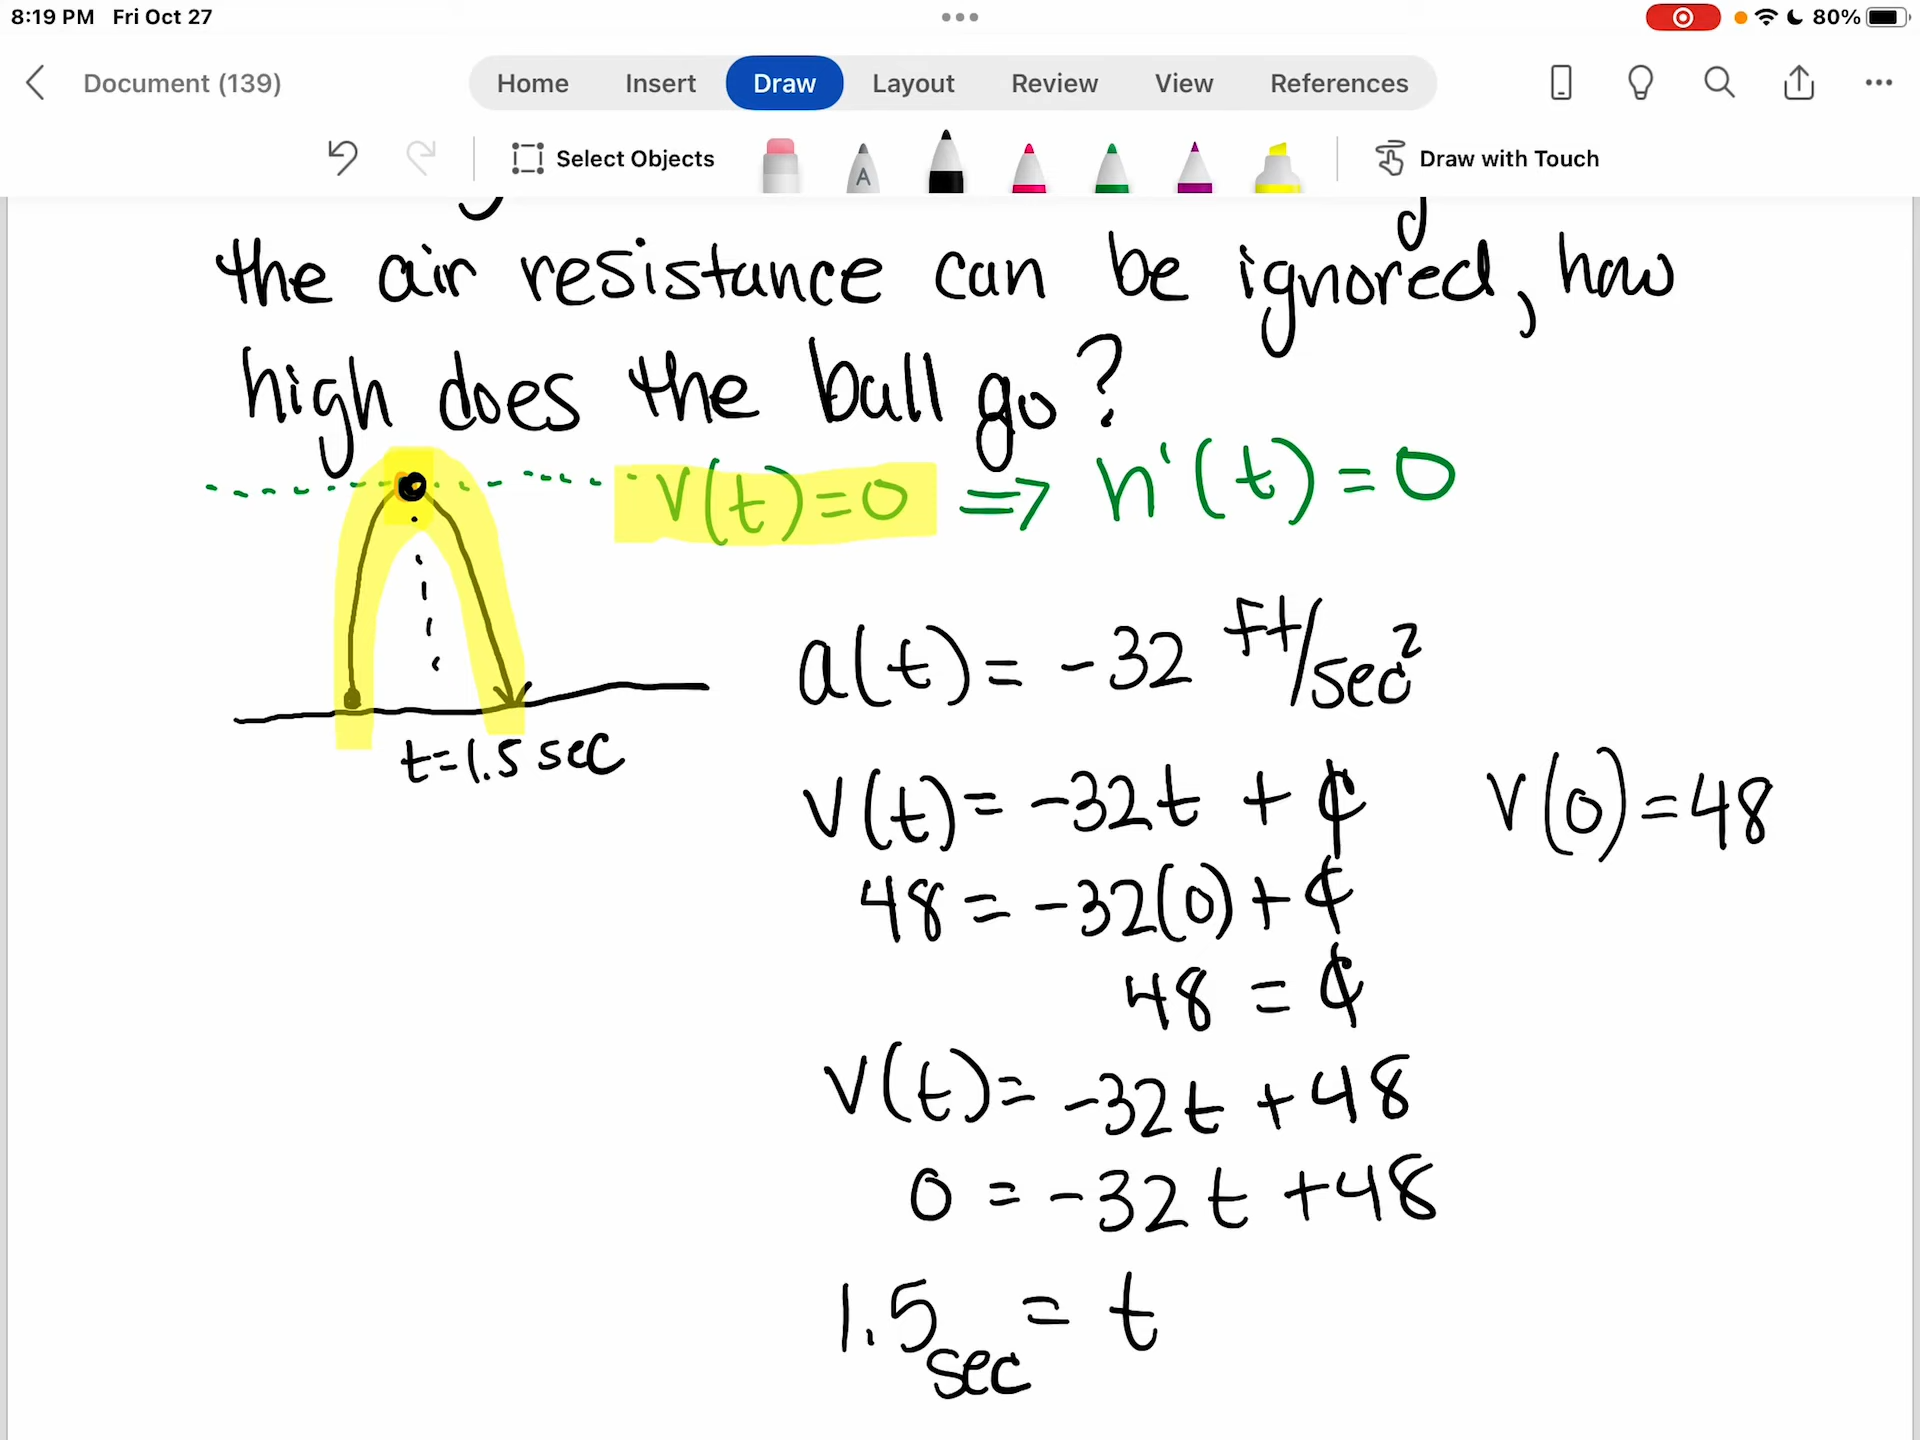 8:19 PM Fri Oct 27 80%
Document (139) Home Insert Draw Layout Review View References
Select Objects A Draw with Touch
the air resistance can be ignored, how
high does the ball go?
v(t)=0 ⇒ h'(t)=0
a(t)= -32 ft/sec²
t=1.5 sec
v(t)= -32t + ¢ v(0)=48
48= -32(0)+¢
48 = ¢
v(t)= -32t +48
0 = -32t +48
1.5 sec = t